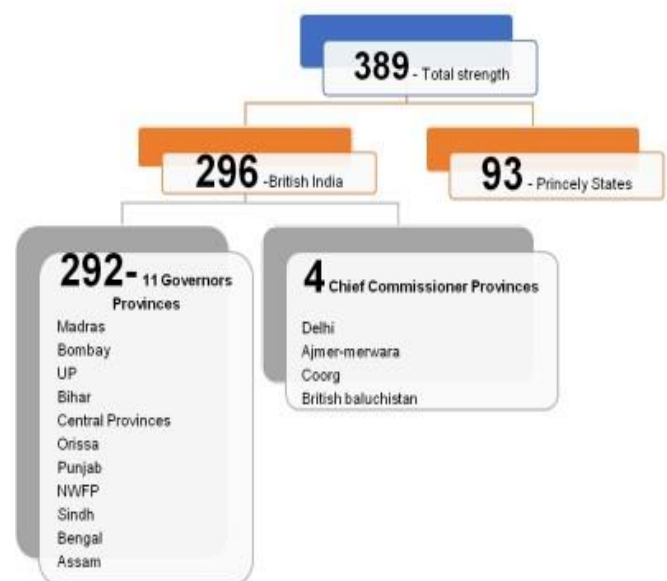 389 - Total strength
296 -British India
93 - Princely States
292- 11 Governors
Provinces
Madras
Bombay
UP
Bihar
Central Provinces
Orissa
Punjab
NWFP
Sindh
Bengal
Assam
4 Chief Commissioner Provinces
Delhi
Ajmer-merwara
Coorg
British baluchistan